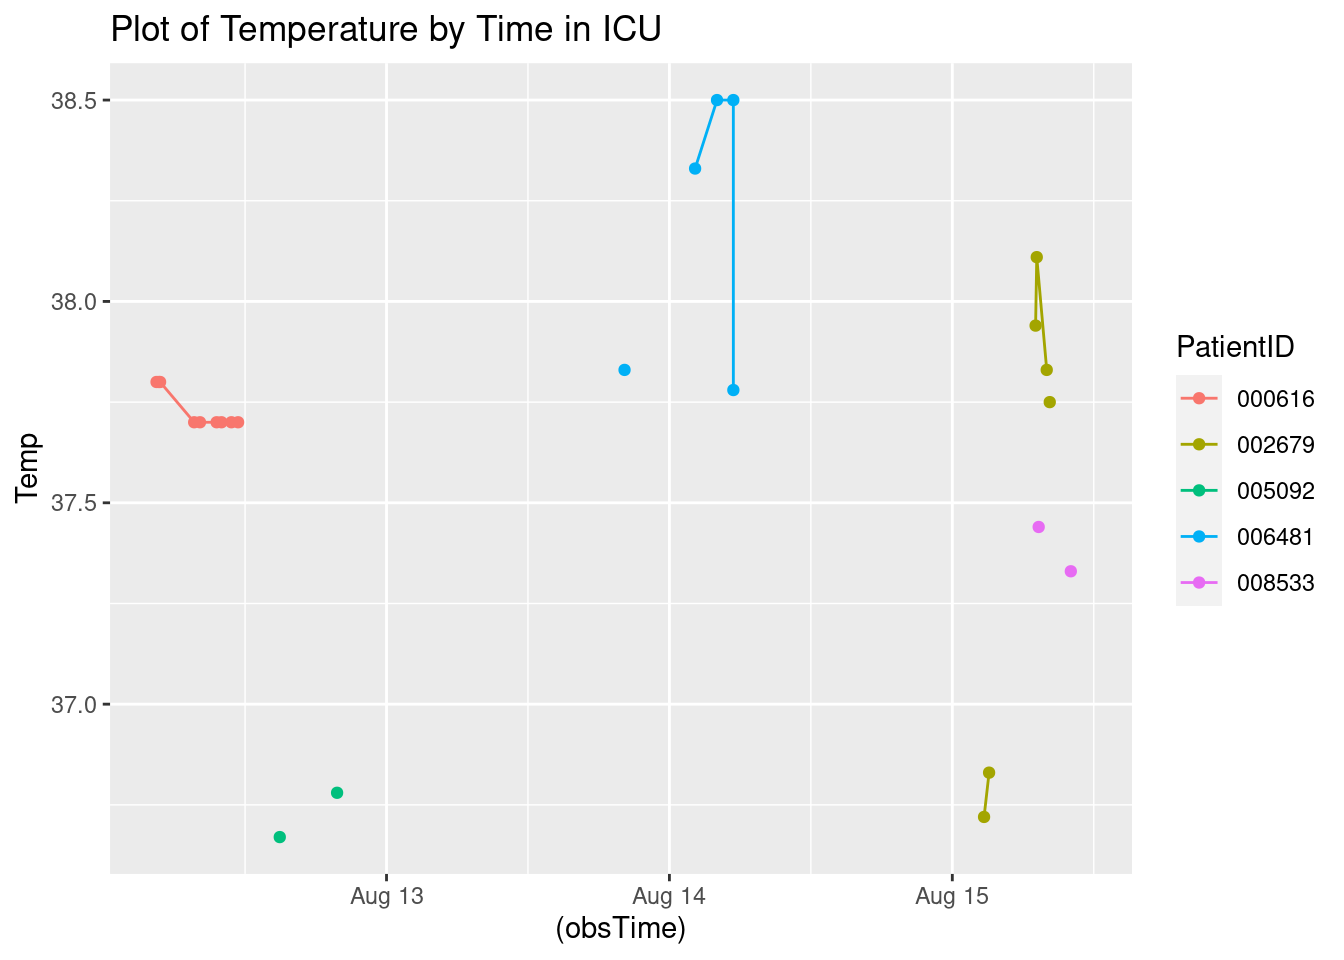 Plot of Temperature by Time in ICU
38.5
38.0
37.5
37.0
Temp
Aug 13
Aug 14
Aug 15
(obsTime)
PatientID
000616
002679
005092
006481
008533